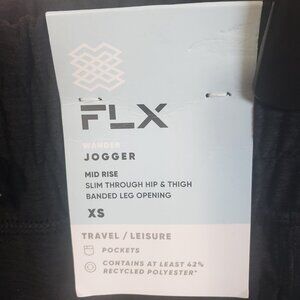 FLX
WANDER
JOGGER
MID RISE
SLIM THROUGH HIP & THIGH
BANDED LEG OPENING
XS
TRAVEL / LEISURE
POCKETS
CONTAINS AT LEAST 42%
RECYCLED POLYESTER*